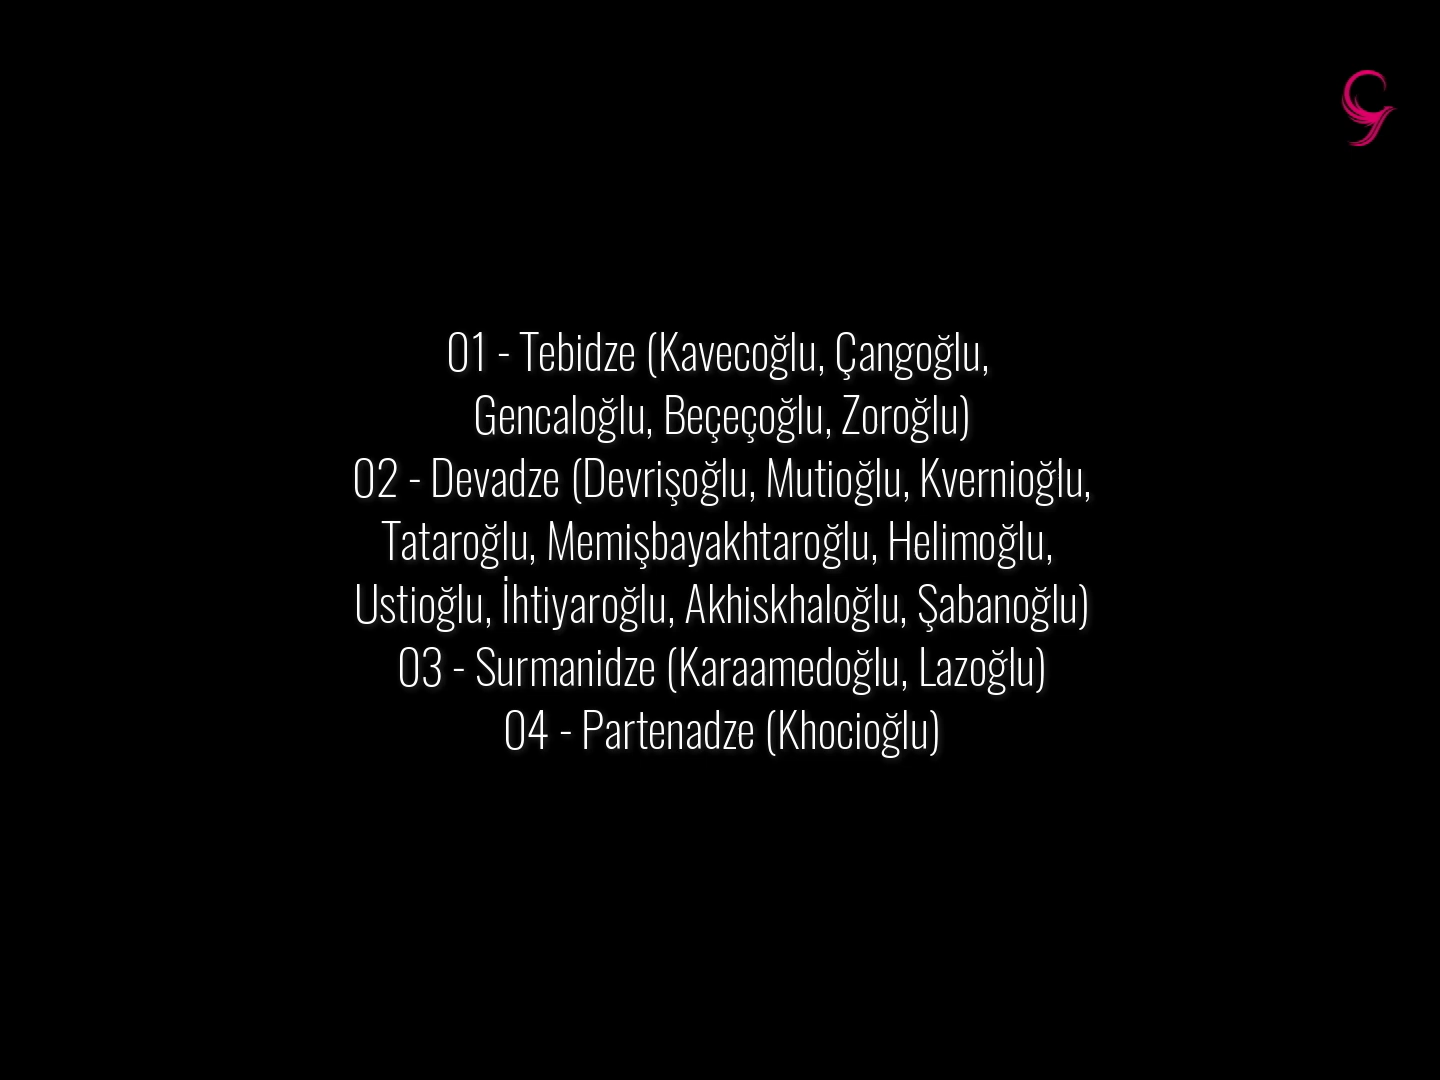 01 - Tebidze (Kavecoğlu, Çangoğlu,
Gencaloğlu, Beçeçoğlu, Zoroğlu)
02 - Devadze (Devrişoğlu, Mutioğlu, Kvernioğlu,
Tataroğlu, Memişbayakhtaroğlu, Helimoğlu,
Ustioğlu, İhtiyaroğlu, Akhiskhaloğlu, Şabanoğlu)
03 - Surmanidze (Karaamedoğlu, Lazoğlu)
04 - Partenadze (Khocioğlu)